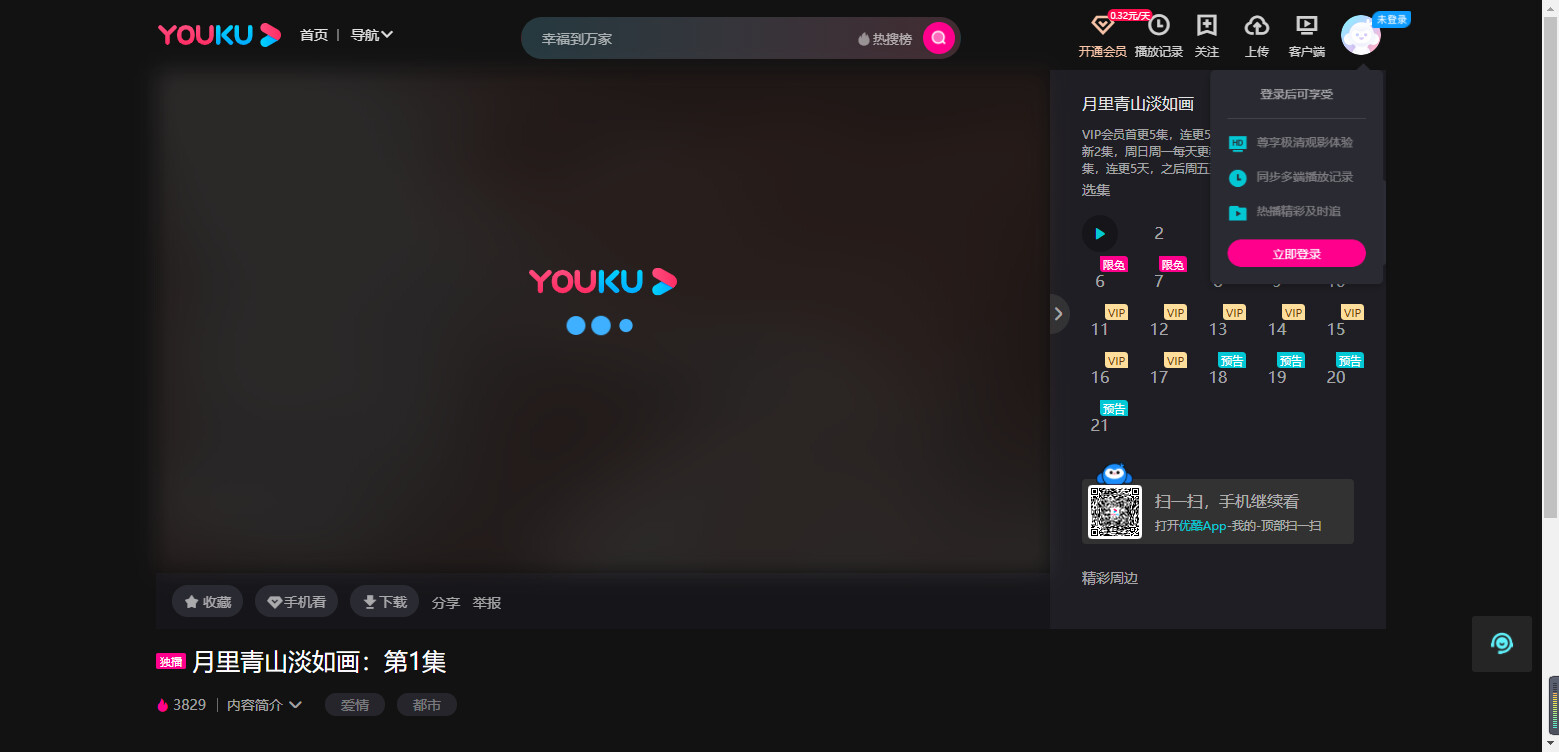 YOUKU 首页 | 导航
幸福到万家 热搜榜
0.32元/天
开通会员 播放记录 关注 上传 客户端 未登录
登录后可享受
HD 尊享极清观影体验
同步多端播放记录
热播精彩及时追
立即登录
月里青山淡如画
VIP会员首更5集，连更5
新2集，周日周一每天更
集，连更5天，之后周五
选集
2
限免 限免
6 7
VIP VIP VIP VIP VIP
11 12 13 14 15
VIP VIP 预告 预告 预告
16 17 18 19 20
预告
21
YOUKU
扫一扫，手机继续看
打开优酷App-我的-顶部扫一扫
精彩周边
收藏 手机看 下载 分享 举报
独播 月里青山淡如画：第1集
3829 | 内容简介 爱情 都市